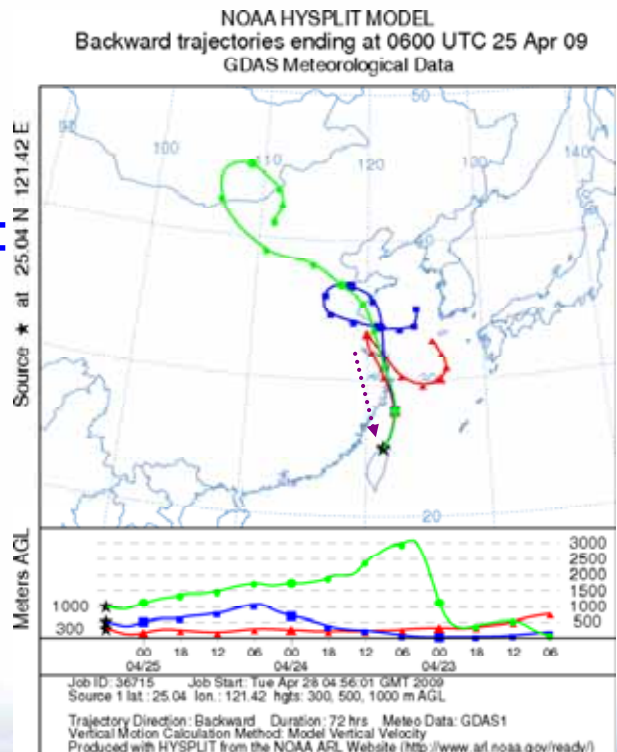 NOAA HYSPLIT MODEL
Backward trajectories ending at 0600 UTC 25 Apr 09
GDAS Meteorological Data
Source ★ at 25.04 N 121.42 E
90 100 110 120 130 140
50
40
30
20
Meters AGL
1000
300
3000
2500
2000
1500
1000
500
00 18 12 06 00 18 12 06 00 18 12 06
04/25 04/24 04/23
Job ID: 36715 Job Start: Tue Apr 28 04:56:01 GMT 2009
Source 1 lat.: 25.04 lon.: 121.42 hgts: 300, 500, 1000 m AGL
Trajectory Direction: Backward Duration: 72 hrs Meteo Data: GDAS1
Vertical Motion Calculation Method: Model Vertical Velocity
Produced with HYSPLIT from the NOAA ARL Website (http://www.arl.noaa.gov/ready/)